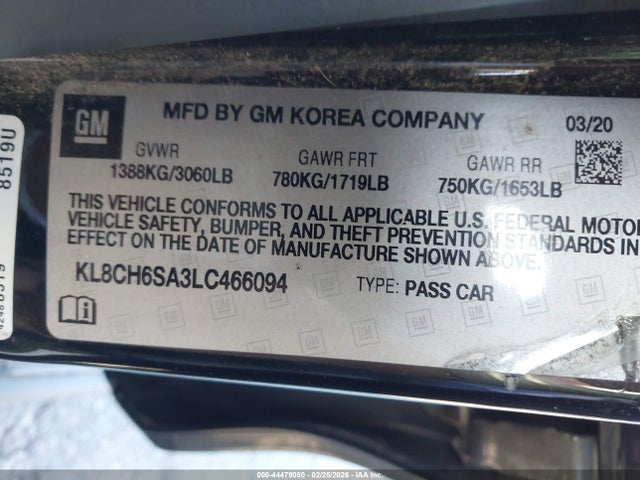 GM
MFD BY GM KOREA COMPANY 03/20
GVWR GAWR FRT GAWR RR
1388KG/3060LB 780KG/1719LB 750KG/1653LB
THIS VEHICLE CONFORMS TO ALL APPLICABLE U.S. FEDERAL MOTOR
VEHICLE SAFETY, BUMPER, AND THEFT PREVENTION STANDARDS IN
EFFECT ON THE DATE OF MANUFACTURE SHOWN ABOVE.
KL8CH6SA3LC466094 TYPE: PASS CAR
8519U
42488519
000-44479050 | 02/25/2026 - IAA Inc.